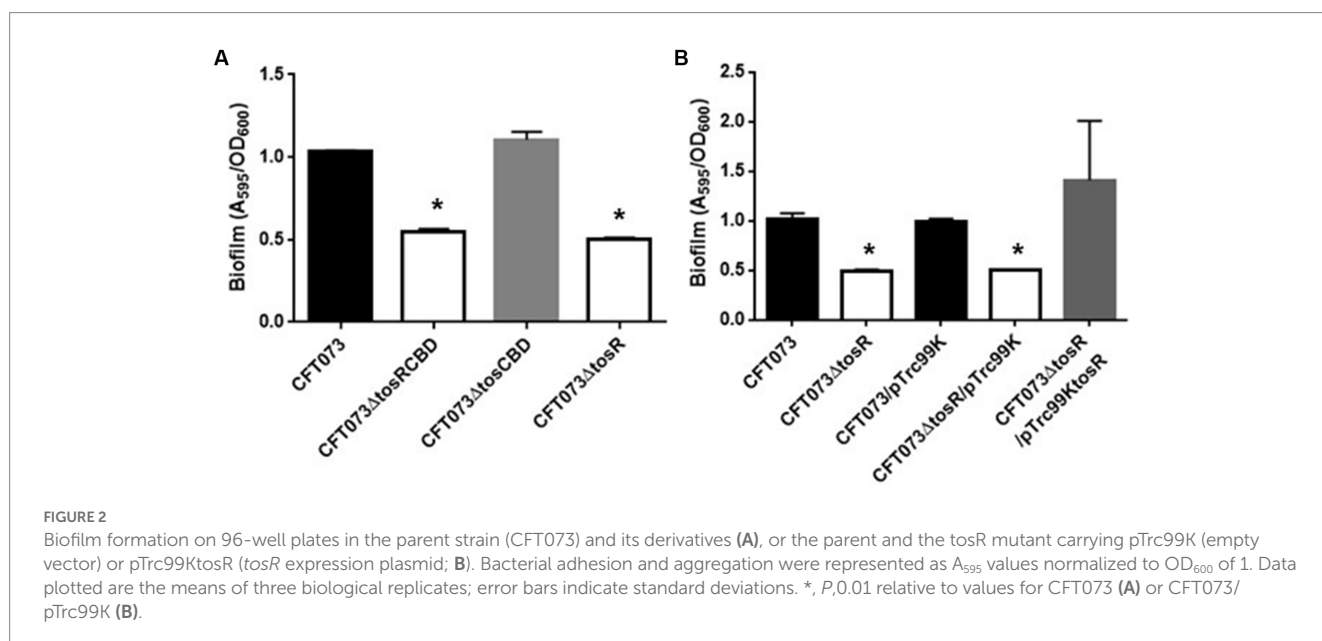 A
B
1.5
1.0
0.5
0.0
Biofilm (A₅₉₅/OD₆₀₀)
*
*
CFT073
CFT073ΔtosRCBD
CFT073ΔtosCBD
CFT073ΔtosR
2.5
2.0
1.5
1.0
0.5
0.0
Biofilm (A₅₉₅/OD₆₀₀)
*
*
CFT073
CFT073ΔtosR
CFT073/pTrc99K
CFT073ΔtosR/pTrc99K
CFT073ΔtosR
/pTrc99KtosR
FIGURE 2
Biofilm formation on 96-well plates in the parent strain (CFT073) and its derivatives (A), or the parent and the tosR mutant carrying pTrc99K (empty
vector) or pTrc99KtosR (tosR expression plasmid; B). Bacterial adhesion and aggregation were represented as A₅₉₅ values normalized to OD₆₀₀ of 1. Data
plotted are the means of three biological replicates; error bars indicate standard deviations. *, P,0.01 relative to values for CFT073 (A) or CFT073/
pTrc99K (B).